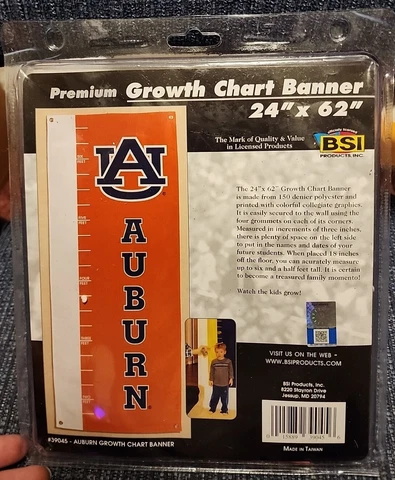 Premium Growth Chart Banner
24"x 62"
The Mark of Quality & Value
in Licensed Products
BSI
PRODUCTS, INC.
AU
AUBURN
The 24"x 62" Growth Chart Banner
is made from 150 denier polyester and
printed with colorful collegiate graphics.
It is easily secured to the wall using the
four grommets on each of its corners.
Measured in increments of three inches,
there is plenty of space on the left side
to put in the names and dates of your
future students. When placed 18 inches
off the floor, you can acurately measure
up to six and a half feet tall. It is certain
to become a treasured family momento!
Watch the kids grow!
VISIT US ON THE WEB -
WWW.BSIPRODUCTS.COM
BSI Products, Inc.
8220 Stayton Drive
Jessup, MD 20794
MADE IN TAIWAN
#39045 - AUBURN GROWTH CHART BANNER